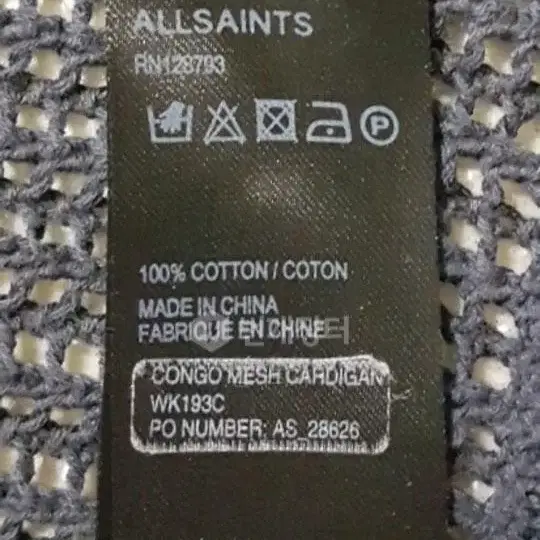 ALLSAINTS
RN128793
P
100% COTTON / COTON
MADE IN CHINA
FABRIQUE EN CHINE
CONGO MESH CARDIGAN
WK193C
PO NUMBER: AS_28626